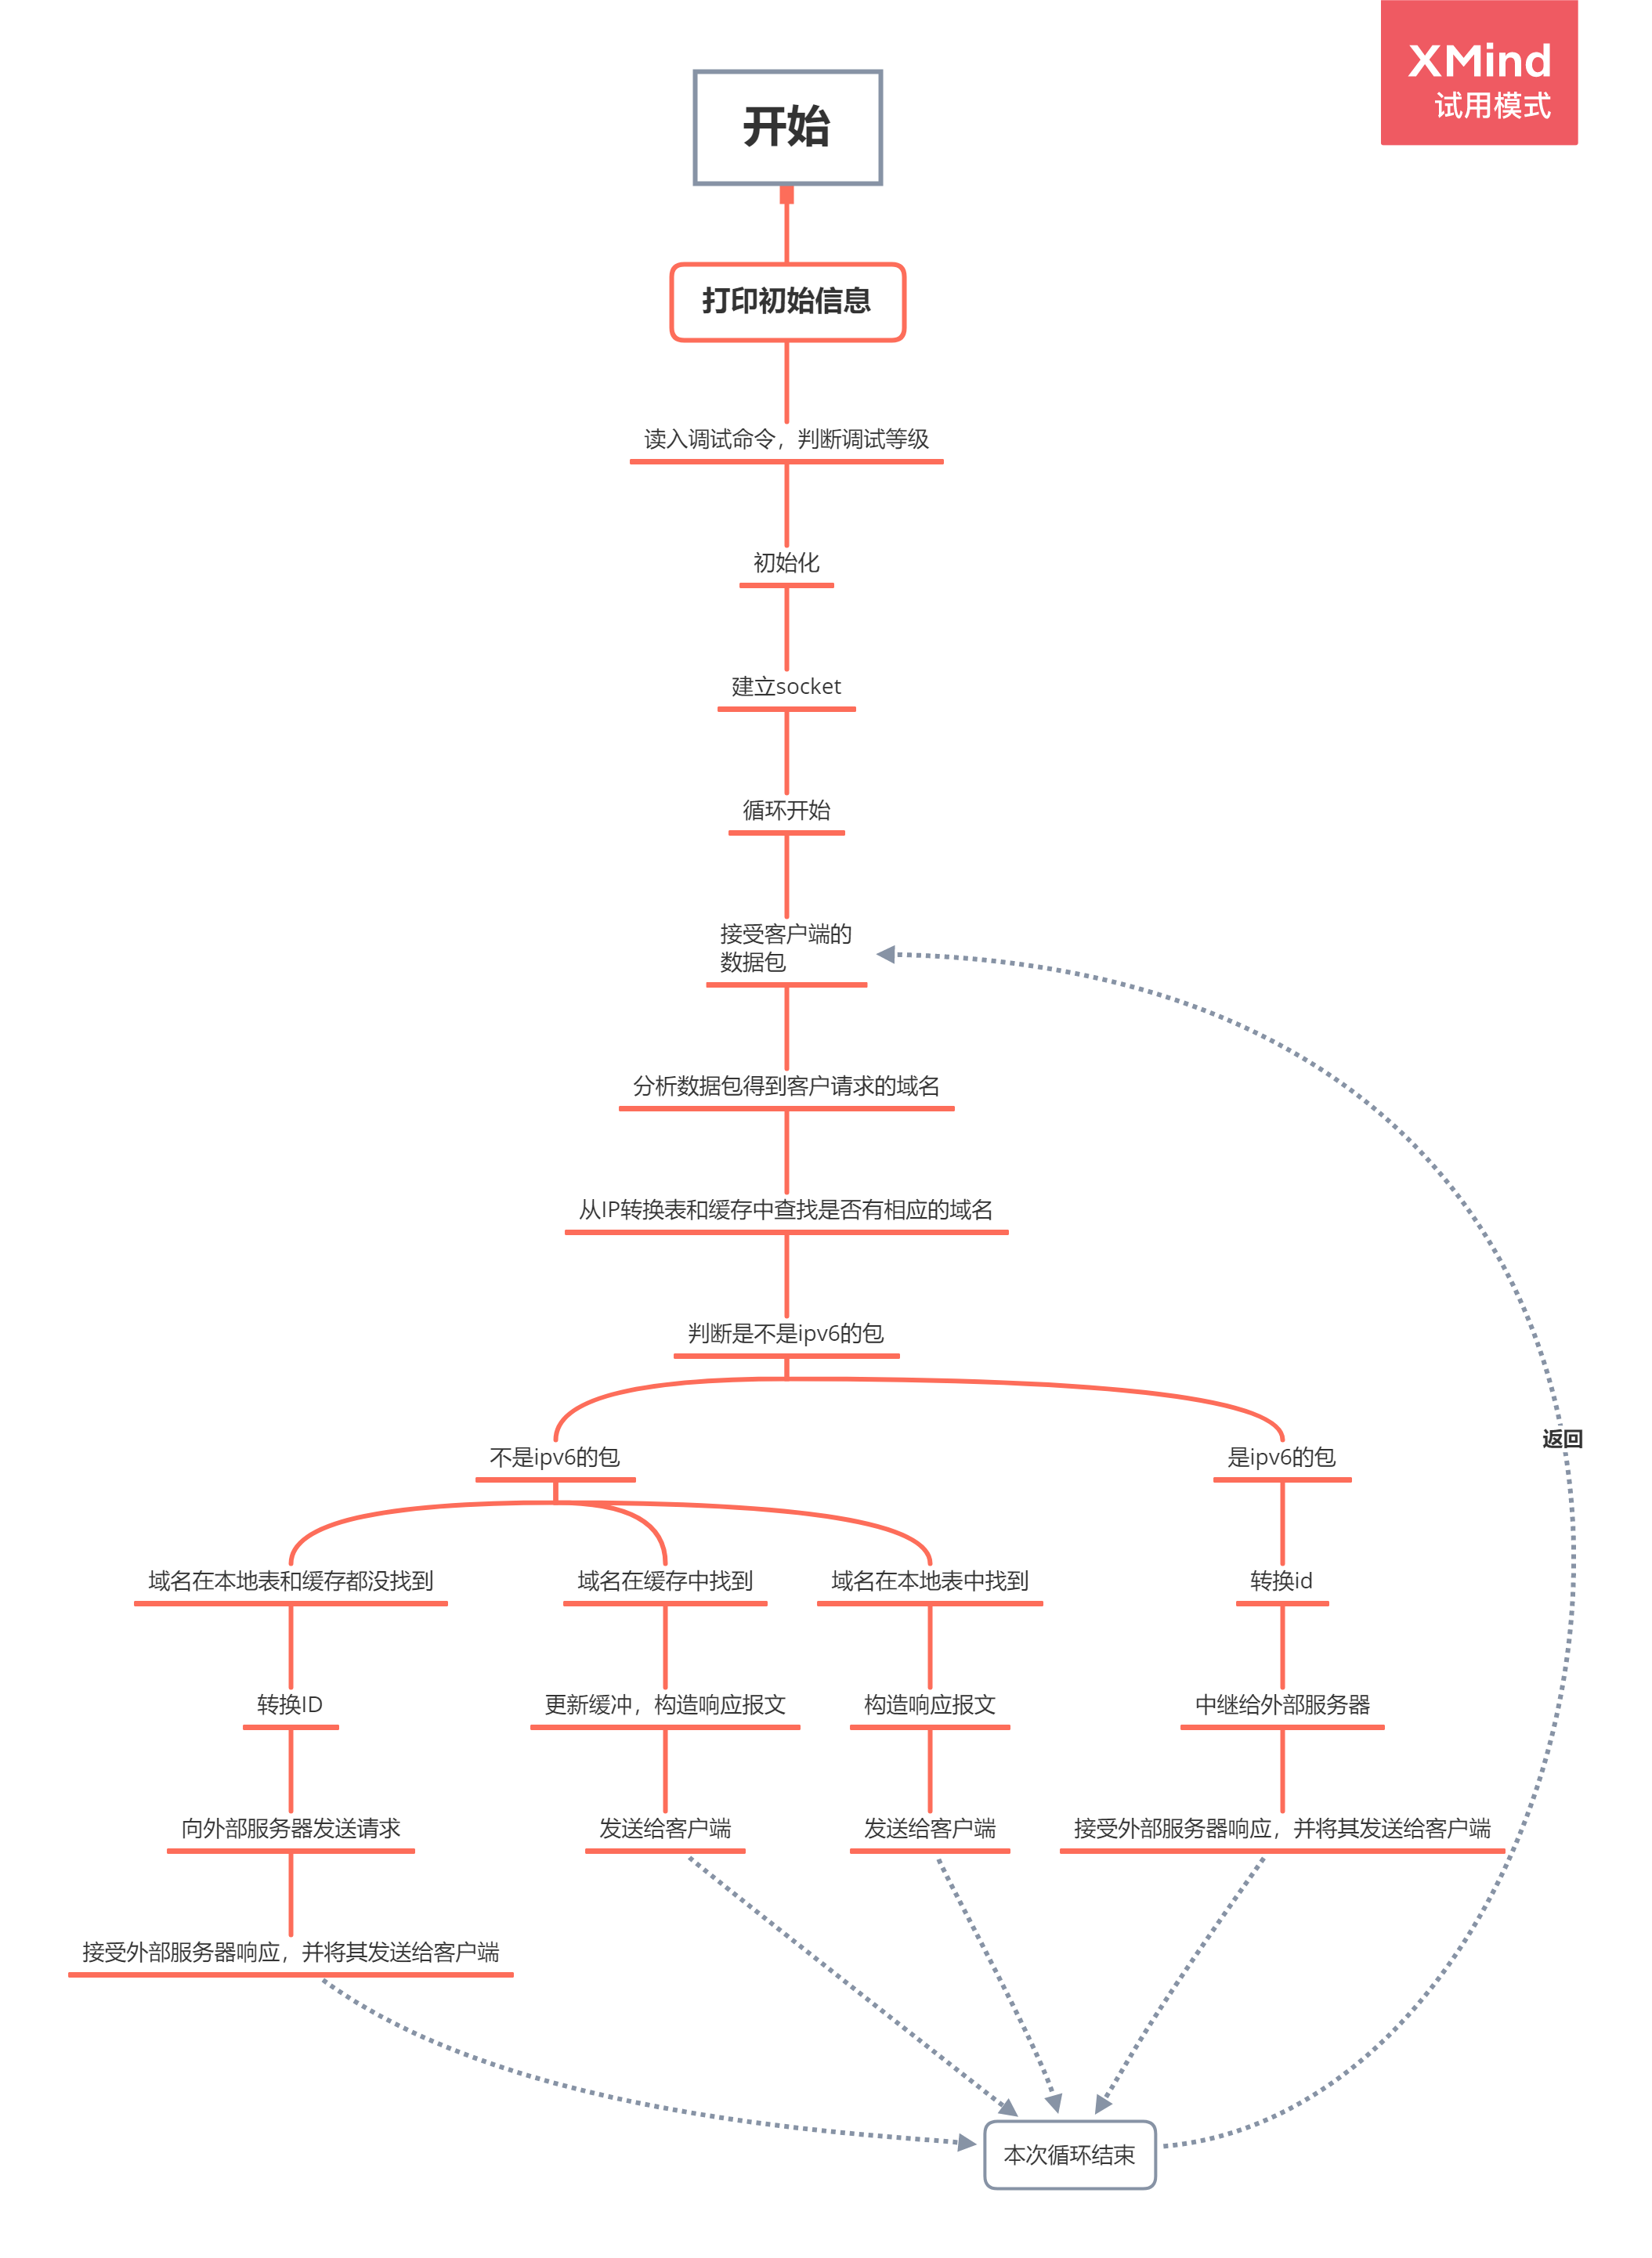 XMind
试用模式
开始
打印初始信息
读入调试命令，判断调试等级
初始化
建立socket
循环开始
接受客户端的
数据包
分析数据包得到客户请求的域名
从IP转换表和缓存中查找是否有相应的域名
判断是不是ipv6的包
返回
不是ipv6的包
是ipv6的包
域名在本地表和缓存都没找到
域名在缓存中找到
域名在本地表中找到
转换id
转换ID
更新缓冲，构造响应报文
构造响应报文
中继给外部服务器
向外部服务器发送请求
发送给客户端
发送给客户端
接受外部服务器响应，并将其发送给客户端
接受外部服务器响应，并将其发送给客户端
本次循环结束